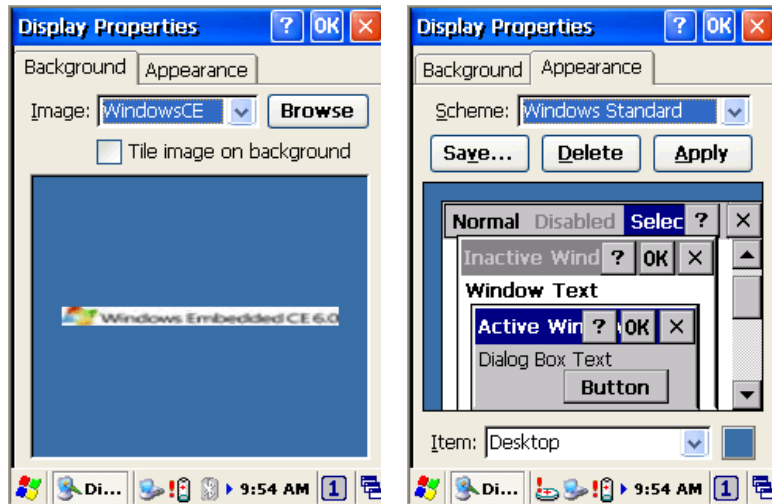 Display Properties ? OK ×
Background Appearance
Image: WindowsCE Browse
Tile image on background
Windows Embedded CE 6.0
Di... 9:54 AM 1
Display Properties ? OK ×
Background Appearance
Scheme: Windows Standard
Save... Delete Apply
Normal Disabled Selec ? ×
Inactive Wind ? OK ×
Window Text
Active Win ? OK ×
Dialog Box Text
Button
Item: Desktop
Di... 9:54 AM 1